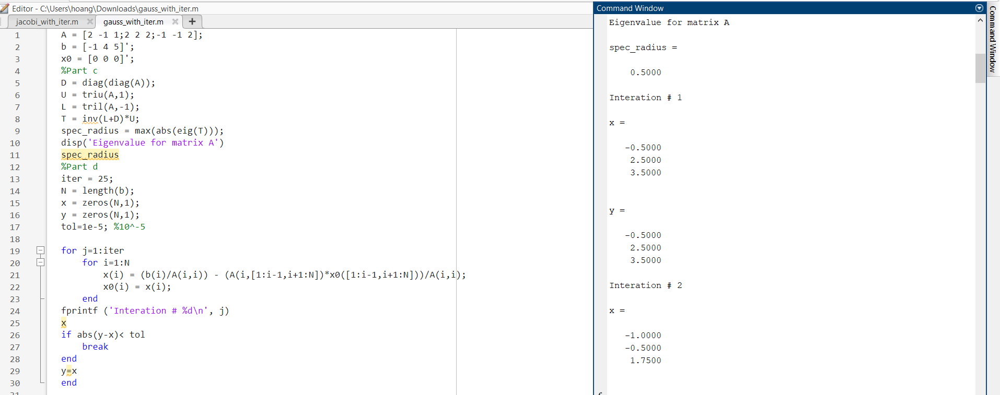 Editor - C:\Users\hoang\Downloads\gauss_with_iter.m
jacobi_with_iter.m gauss_with_iter.m +
1 A = [2 -1 1;2 2 2;-1 -1 2];
2 b = [-1 4 5]';
3 x0 = [0 0 0]';
4 %Part c
5 D = diag(diag(A));
6 U = triu(A,1);
7 L = tril(A,-1);
8 T = inv(L+D)*U;
9 spec_radius = max(abs(eig(T)));
10 disp('Eigenvalue for matrix A')
11 spec_radius
12 %Part d
13 iter = 25;
14 N = length(b);
15 x = zeros(N,1);
16 y = zeros(N,1);
17 tol=1e-5; %10^-5
18
19 for j=1:iter
20 for i=1:N
21 x(i) = (b(i)/A(i,i)) - (A(i,[1:i-1,i+1:N])*x0([1:i-1,i+1:N]))/A(i,i);
22 x0(i) = x(i);
23 end
24 fprintf ('Interation # %d\n', j)
25 x
26 if abs(y-x)< tol
27 break
28 end
29 y=x
30 end
Command Window
Eigenvalue for matrix A
spec_radius =
0.5000
Interation # 1
x =
-0.5000
2.5000
3.5000
y =
-0.5000
2.5000
3.5000
Interation # 2
x =
-1.0000
-0.5000
1.7500
Command Window